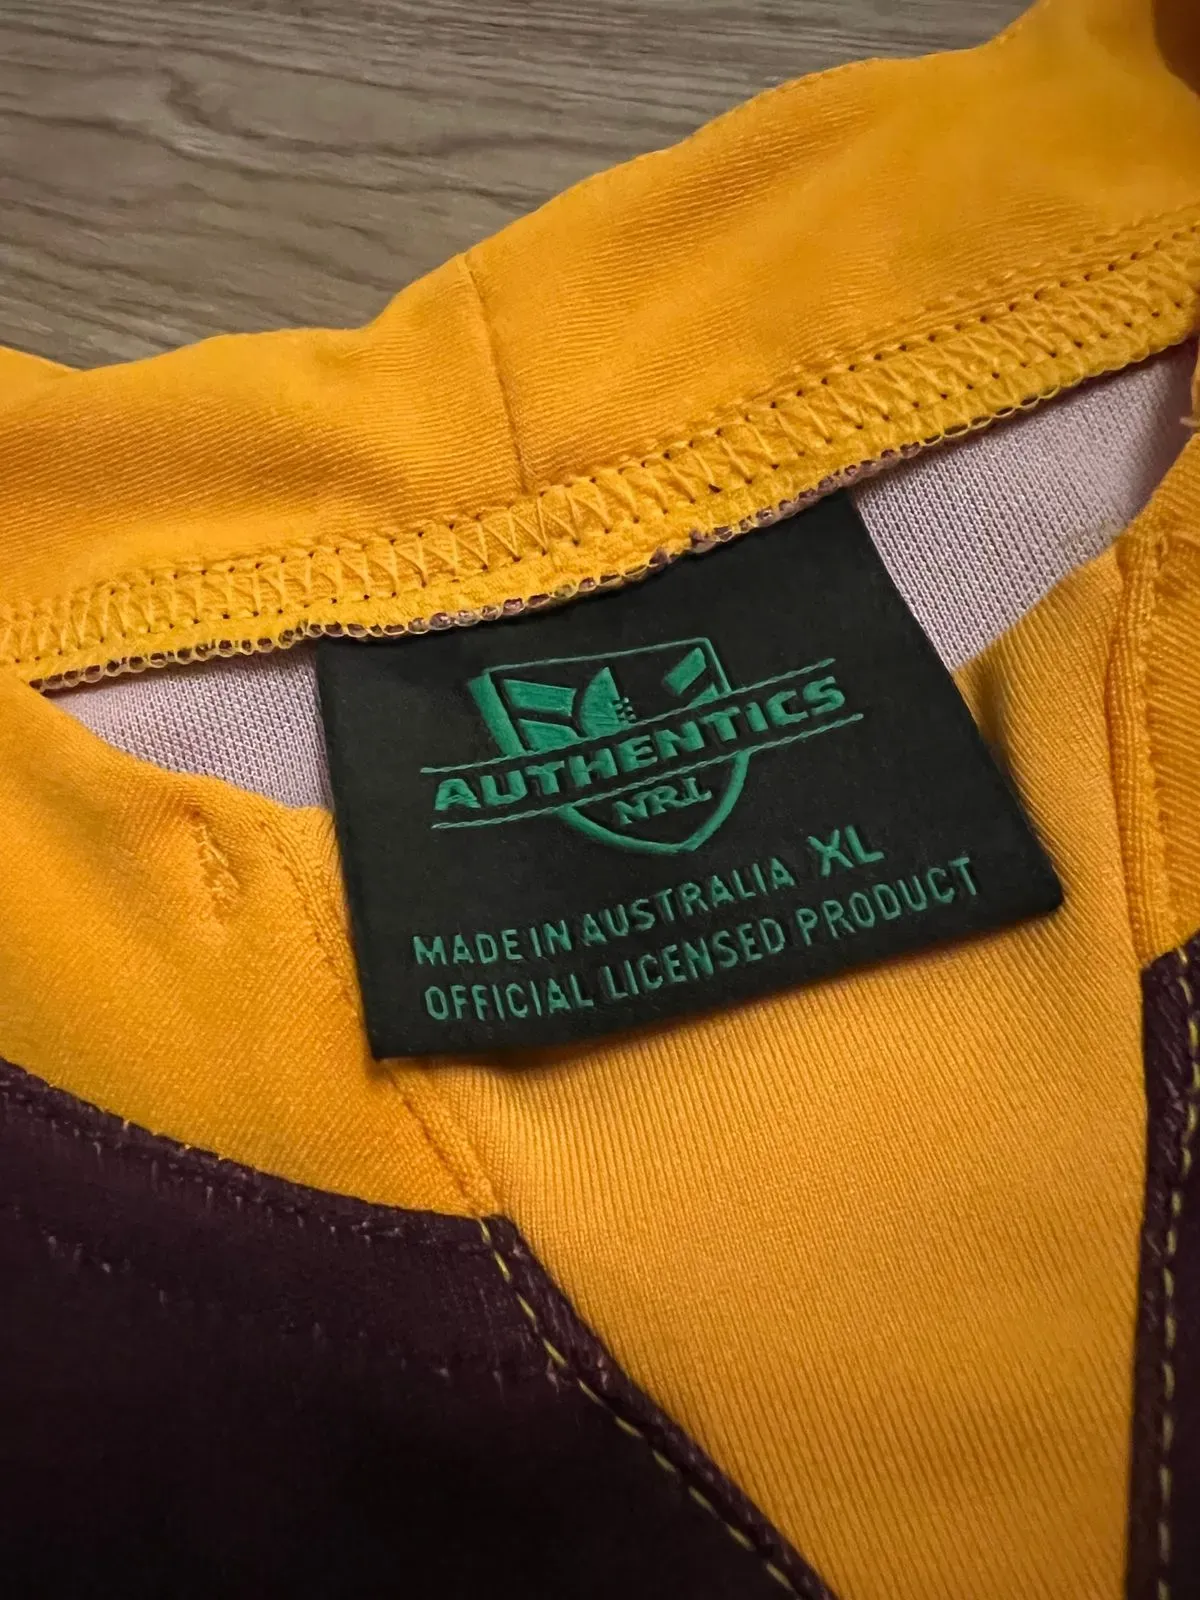 AUTHENTICS
NRL
MADE IN AUSTRALIA XL
OFFICIAL LICENSED PRODUCT